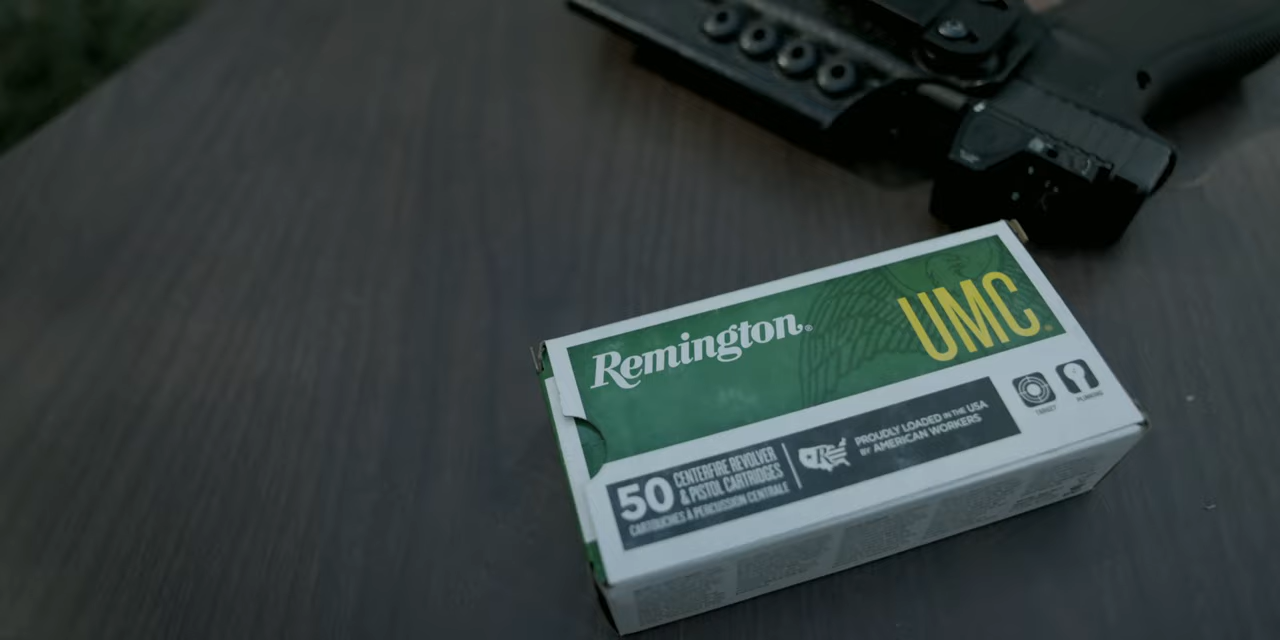 Remington®
UMC®
50
CENTERFIRE REVOLVER
& PISTOL CARTRIDGES
CARTOUCHES À PERCUSSION CENTRALE
PROUDLY LOADED IN THE USA
BY AMERICAN WORKERS
TARGET
PLINKING